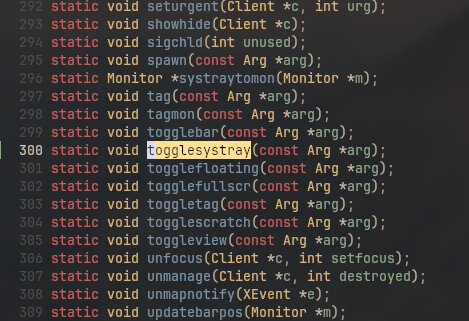 292 static void seturgent(Client *c, int urg);
293 static void showhide(Client *c);
294 static void sigchld(int unused);
295 static void spawn(const Arg *arg);
296 static Monitor *systraytomon(Monitor *m);
297 static void tag(const Arg *arg);
298 static void tagmon(const Arg *arg);
299 static void togglebar(const Arg *arg);
300 static void togglesystray(const Arg *arg);
301 static void togglefloating(const Arg *arg);
302 static void togglefullscr(const Arg *arg);
303 static void toggletag(const Arg *arg);
304 static void togglescratch(const Arg *arg);
305 static void toggleview(const Arg *arg);
306 static void unfocus(Client *c, int setfocus);
307 static void unmanage(Client *c, int destroyed);
308 static void unmapnotify(XEvent *e);
309 static void updatebarpos(Monitor *m);